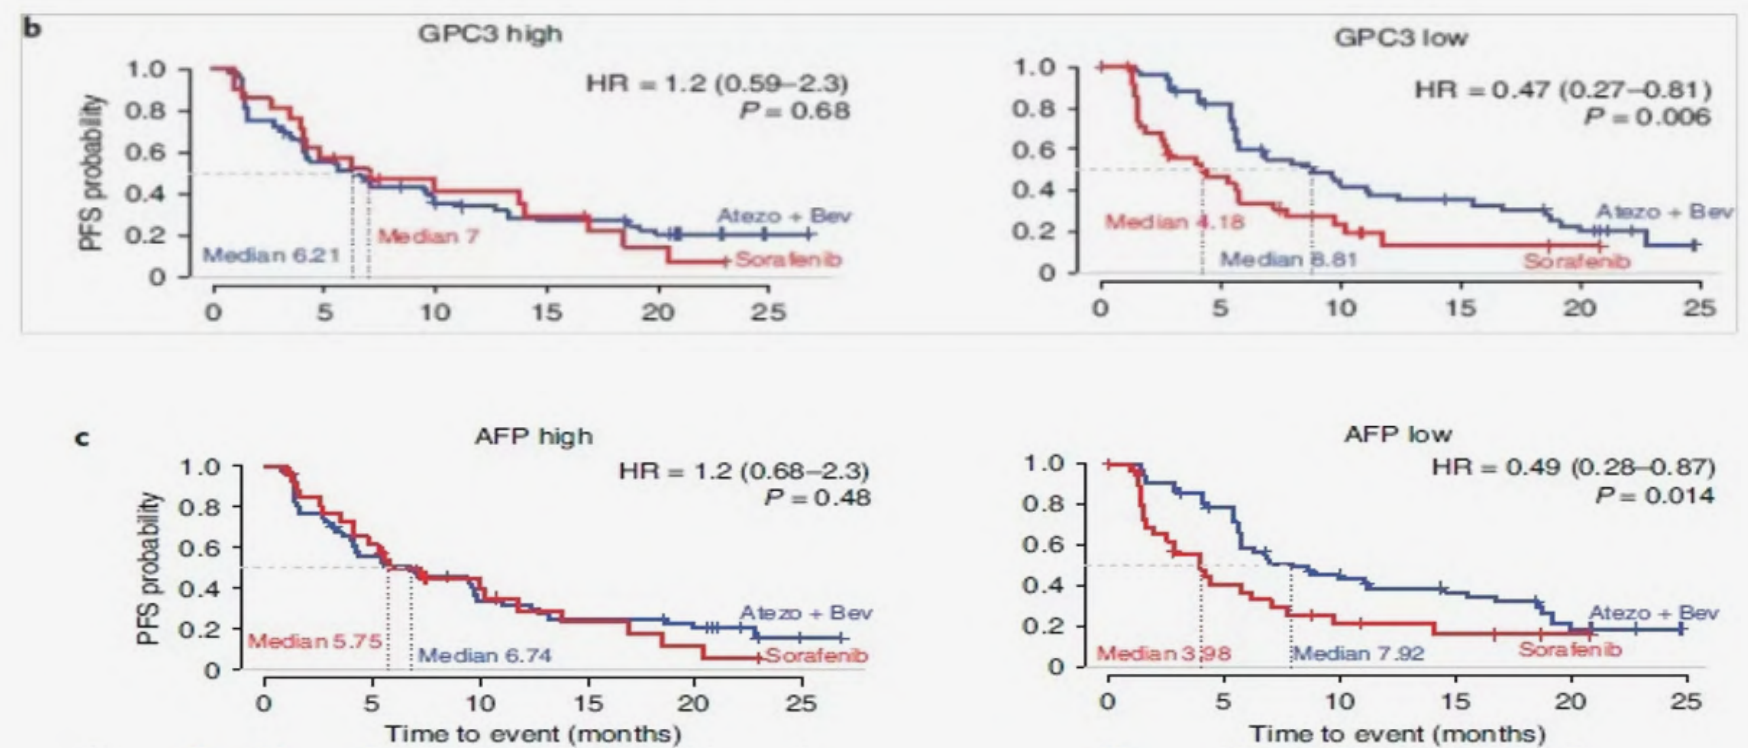 b
GPC3 high
HR = 1.2 (0.59–2.3)
P = 0.68
PFS probability
1.0
0.8
0.6
0.4
0.2
0
Atezo + Bev
Median 7
Median 6.21
Sorafenib
0 5 10 15 20 25
GPC3 low
HR = 0.47 (0.27–0.81)
P = 0.006
1.0
0.8
0.6
0.4
0.2
0
Atezo + Bev
Median 4.18
Median 8.81
Sorafenib
0 5 10 15 20 25
c
AFP high
HR = 1.2 (0.68–2.3)
P = 0.48
PFS probability
1.0
0.8
0.6
0.4
0.2
0
Atezo + Bev
Median 5.75
Median 6.74
Sorafenib
0 5 10 15 20 25
Time to event (months)
AFP low
HR = 0.49 (0.28–0.87)
P = 0.014
1.0
0.8
0.6
0.4
0.2
0
Atezo + Bev
Median 3.98
Median 7.92
Sorafenib
0 5 10 15 20 25
Time to event (months)